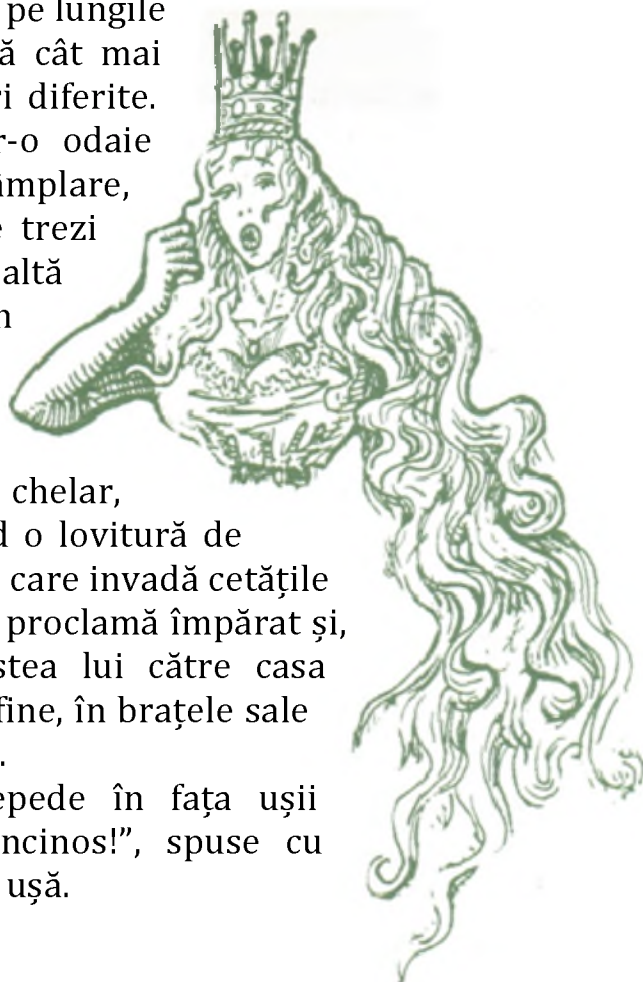 pe lungile
ă cât mai
i diferite.
r-o odaie
âmplare,
e trezi
altă
n
chelar,
d o lovitură de
care invadă cetățile
proclamă împărat și,
stea lui către casa
fine, în brațele sale
.
epede în fața ușii
ncinos!”, spuse cu
ușă.